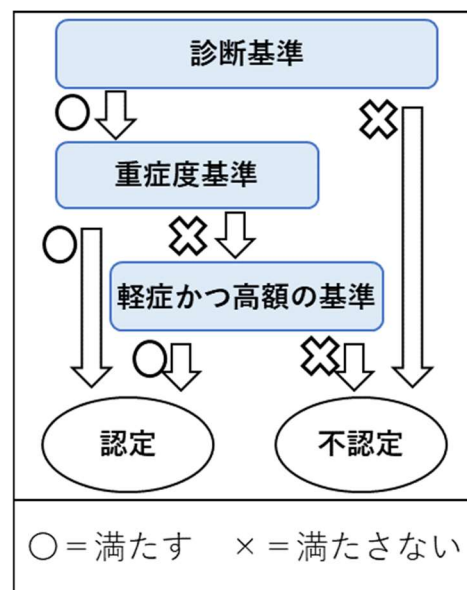 診断基準
○
×
重症度基準
○
×
軽症かつ高額の基準
○
×
認定
不認定
○＝満たす　×＝満たさない